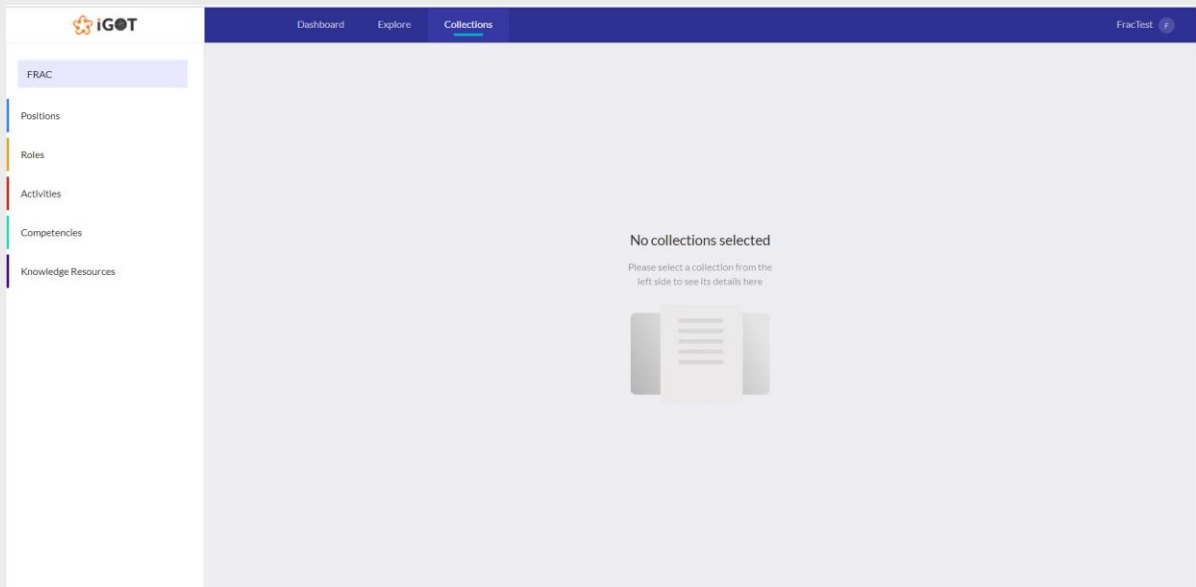 iGOT
Dashboard Explore Collections
FracTest F
FRAC
Positions
Roles
Activities
Competencies
Knowledge Resources
No collections selected
Please select a collection from the
left side to see its details here